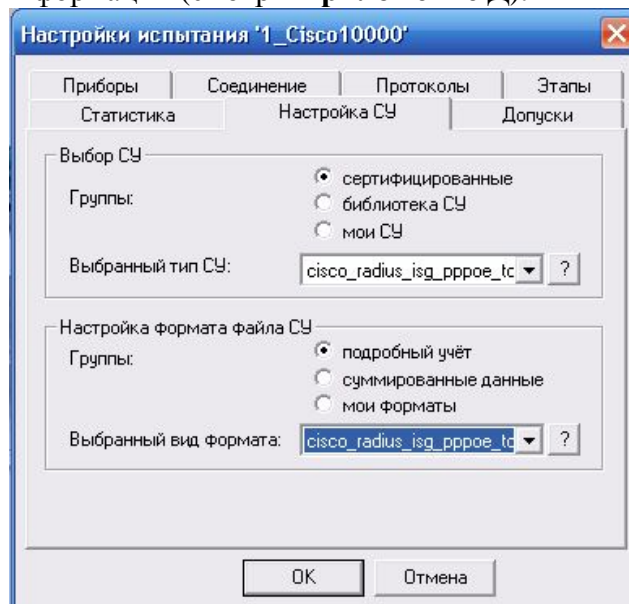 Настройки испытания '1_Cisco10000'
Приборы Соединение Протоколы Этапы
Статистика Настройка СУ Допуски
Выбор СУ
Группы:
сертифицированные
библиотека СУ
мои СУ
Выбранный тип СУ: cisco_radius_isg_pppoe_tc ?
Настройка формата файла СУ
Группы:
подробный учёт
суммированные данные
мои форматы
Выбранный вид формата: cisco_radius_isg_pppoe_tc ?
OK Отмена